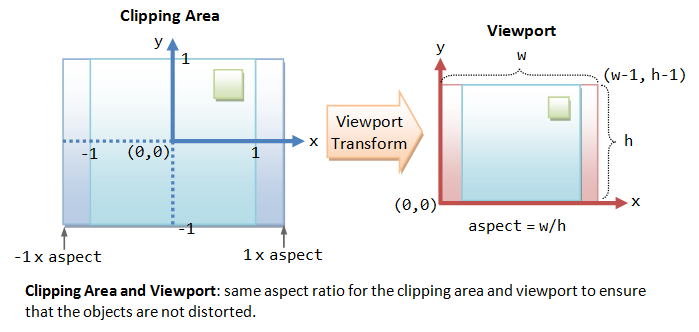 Clipping Area
y
1
-1
(0,0)
1
x
-1
-1 x aspect
1 x aspect
Viewport
Transform
Viewport
y
w
(w-1, h-1)
h
(0,0)
x
aspect = w/h
Clipping Area and Viewport: same aspect ratio for the clipping area and viewport to ensure
that the objects are not distorted.